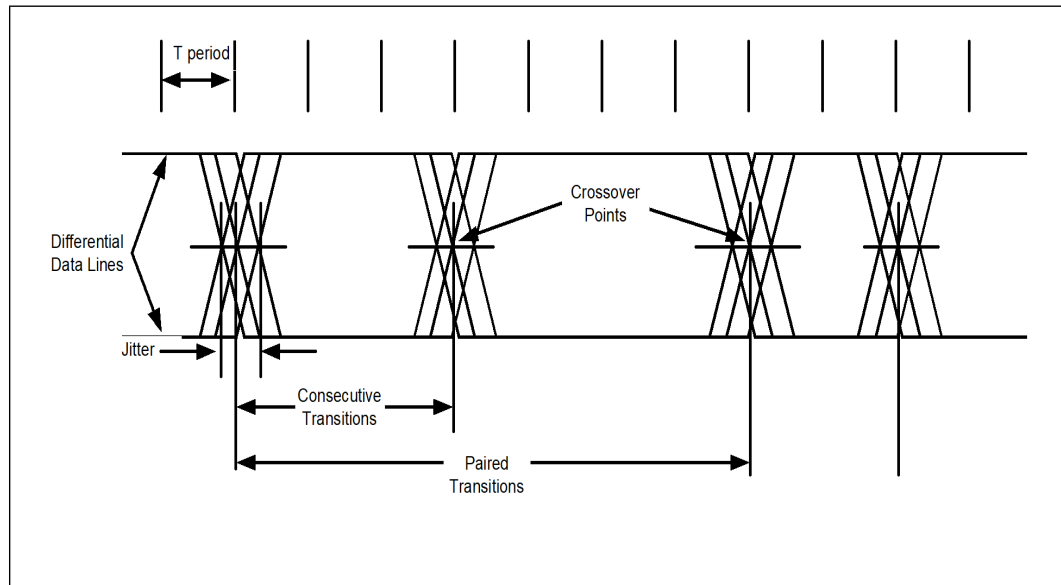 T period
Crossover
Points
Differential
Data Lines
Jitter
Consecutive
Transitions
Paired
Transitions